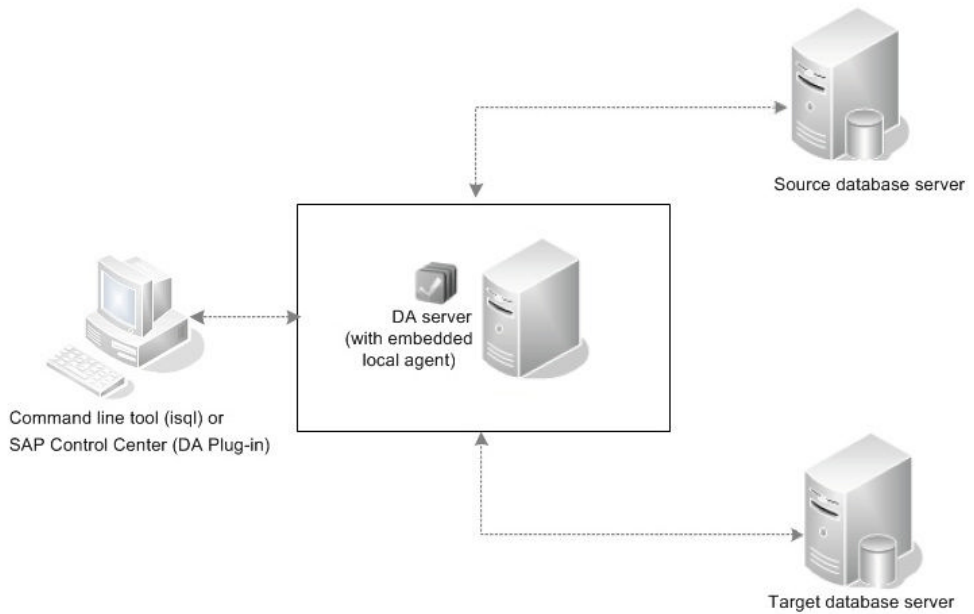 Source database server
DA server
(with embedded
local agent)
Command line tool (isql) or
SAP Control Center (DA Plug-in)
Target database server